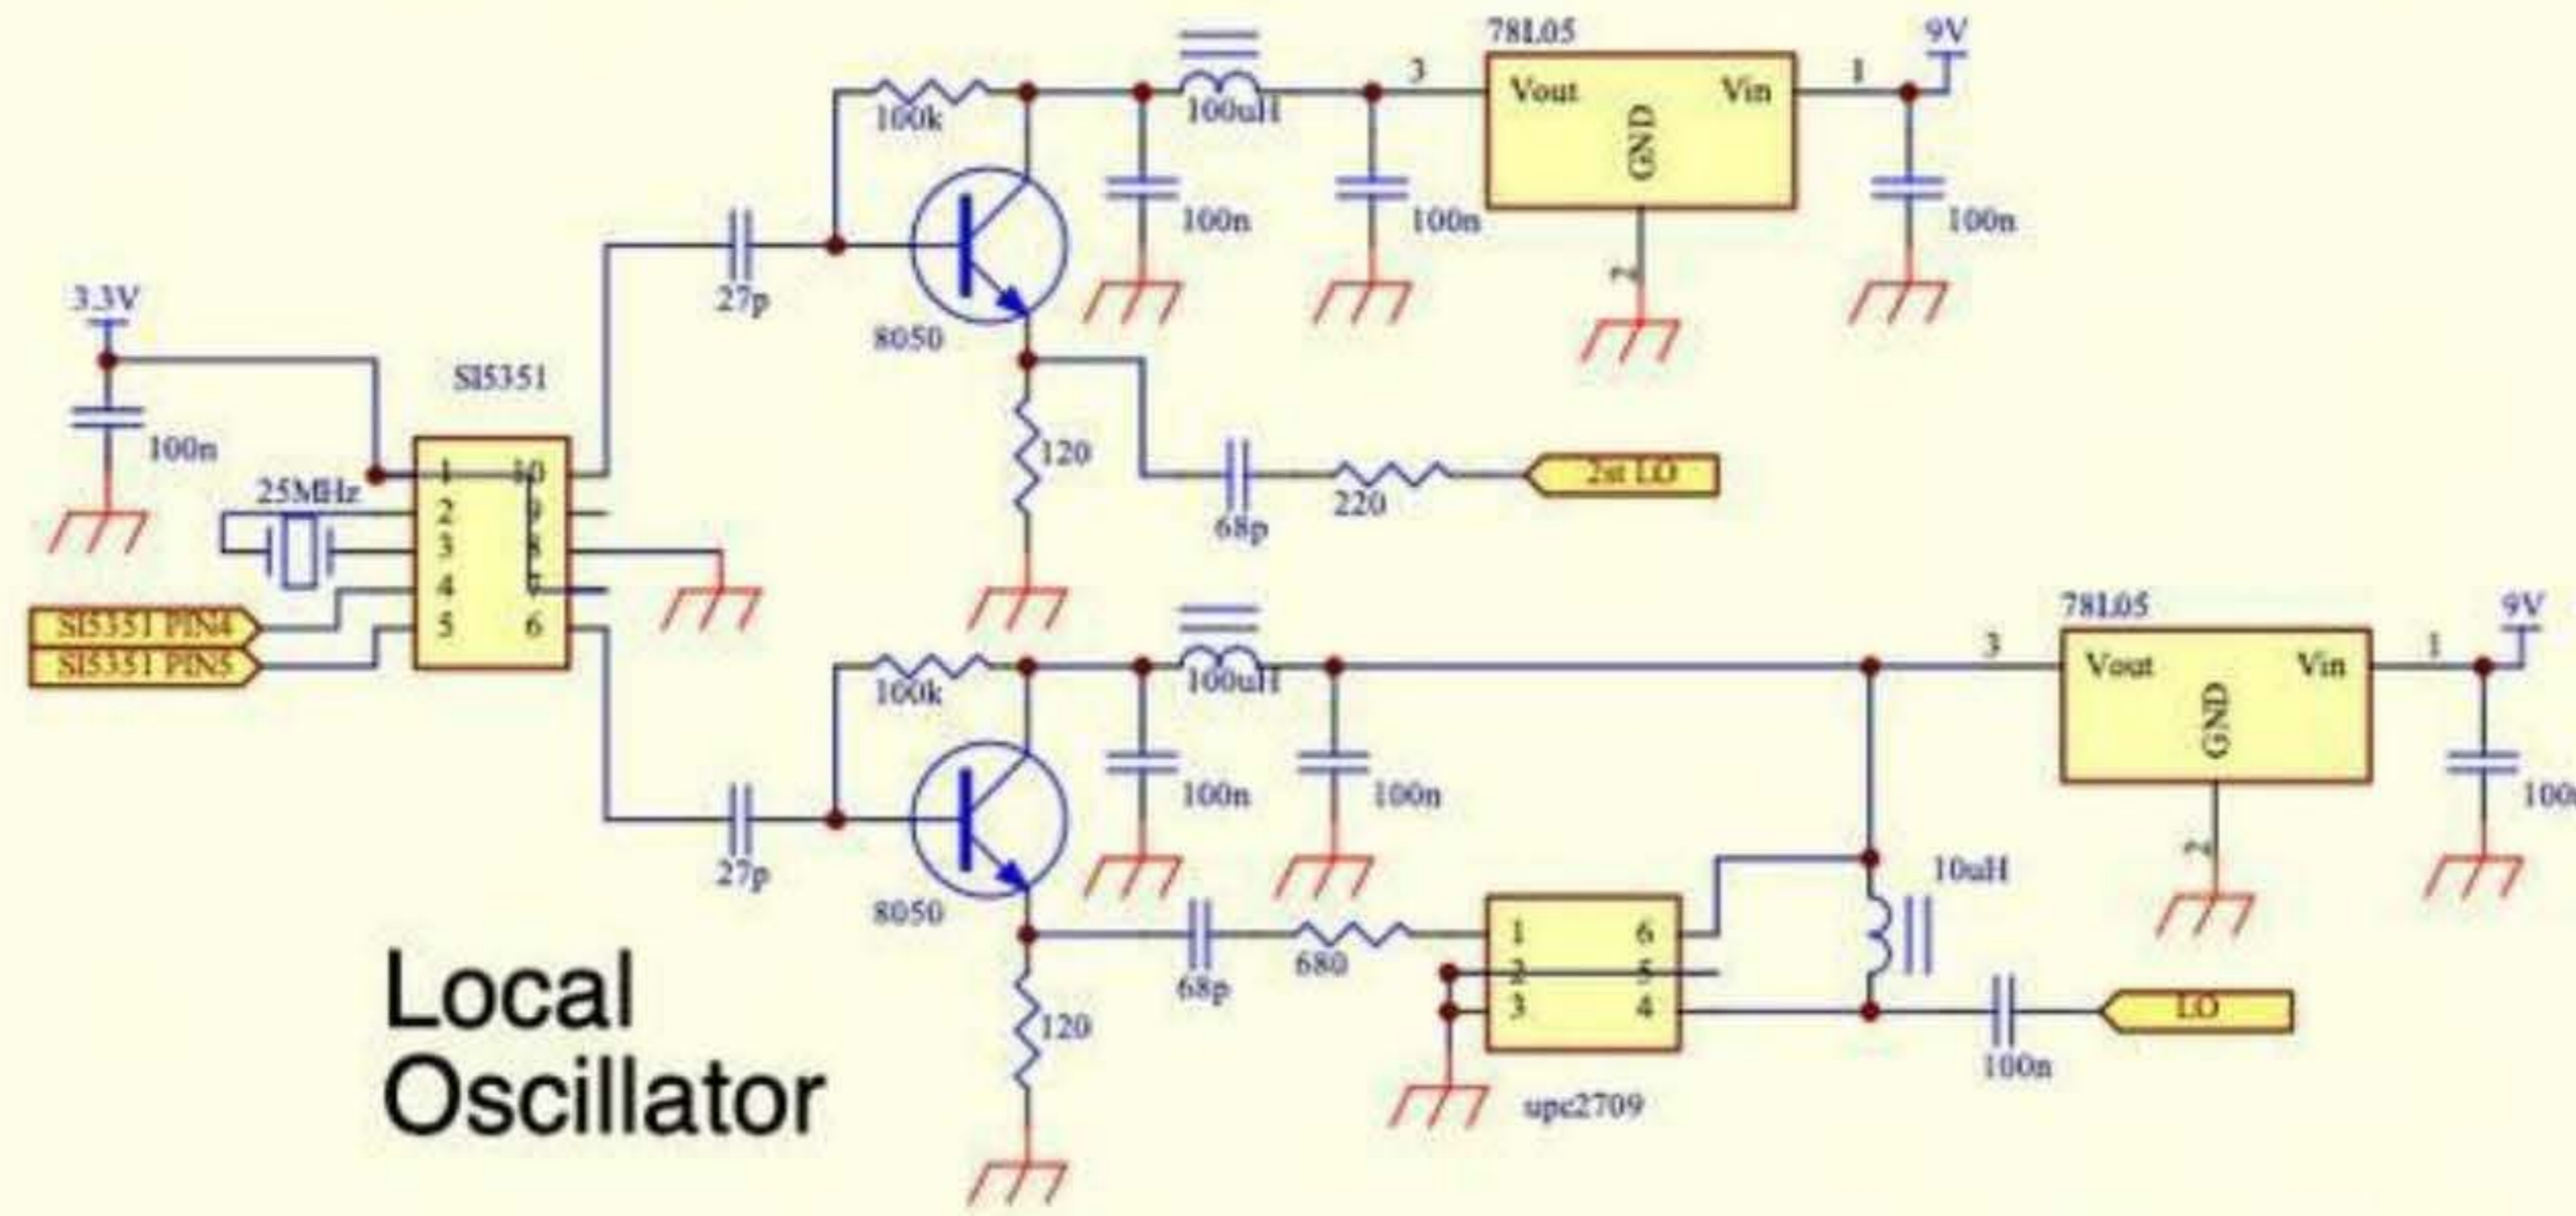 78L05
9V
3
1
Vout
Vin
GND
2
100k
100uH
100n
100n
100n
27p
8050
3.3V
100n
SI5351
25MHz
1
10
2
9
3
8
4
7
5
6
SI5351 PIN4
SI5351 PIN5
120
68p
220
2st LO
78L05
9V
3
1
Vout
Vin
GND
2
100k
100uH
100n
100n
100
27p
8050
10uH
68p
680
1
6
2
5
3
4
120
LO
100n
upc2709
Local
Oscillator